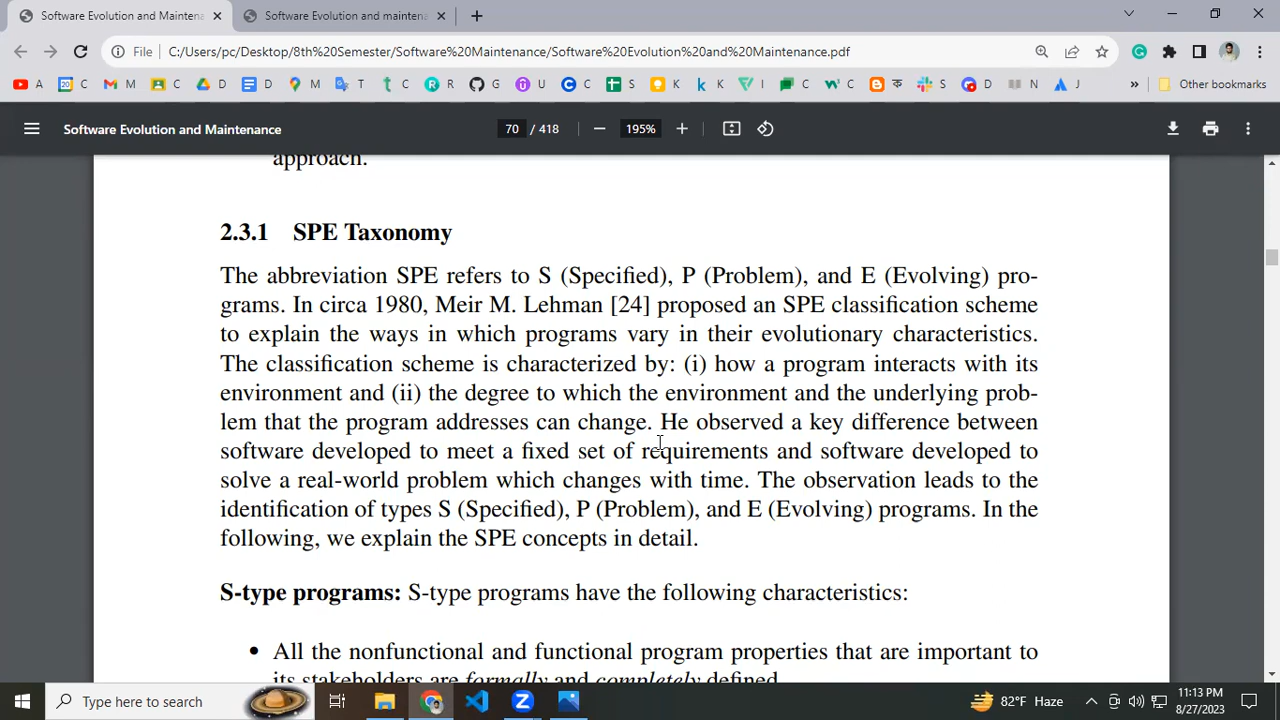 Software Evolution and Maintena
Software Evolution and maintena
File C:/Users/pc/Desktop/8th%20Semester/Software%20Maintenance/Software%20Evolution%20and%20Maintenance.pdf
A C M C D D M T C R G U C S K K I C C क S D N J » Other bookmarks
Software Evolution and Maintenance 70 / 418 195%
approach.
2.3.1 SPE Taxonomy
The abbreviation SPE refers to S (Specified), P (Problem), and E (Evolving) pro-
grams. In circa 1980, Meir M. Lehman [24] proposed an SPE classification scheme
to explain the ways in which programs vary in their evolutionary characteristics.
The classification scheme is characterized by: (i) how a program interacts with its
environment and (ii) the degree to which the environment and the underlying prob-
lem that the program addresses can change. He observed a key difference between
software developed to meet a fixed set of requirements and software developed to
solve a real-world problem which changes with time. The observation leads to the
identification of types S (Specified), P (Problem), and E (Evolving) programs. In the
following, we explain the SPE concepts in detail.
S-type programs: S-type programs have the following characteristics:
• All the nonfunctional and functional program properties that are important to
its stakeholders are formally and completely defined.
Type here to search
82°F Haze
11:13 PM
8/27/2023